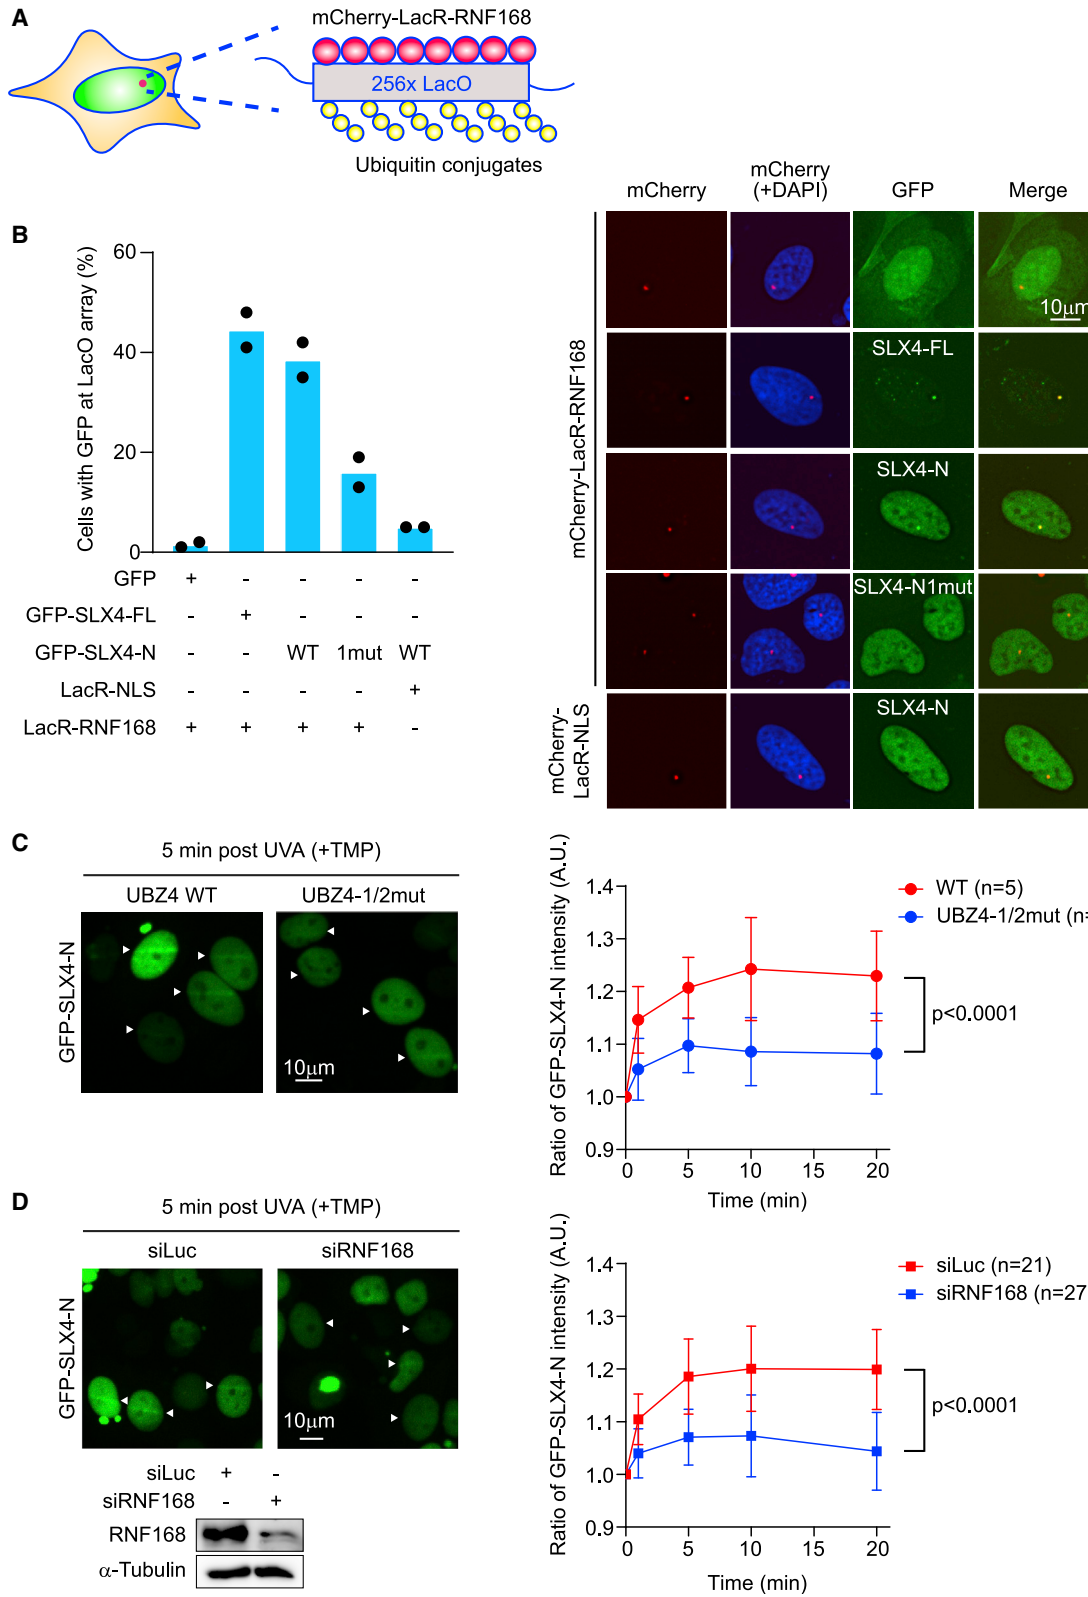 A
mCherry-LacR-RNF168
256x LacO
Ubiquitin conjugates
B
Cells with GFP at LacO array (%)
60
40
20
0
GFP + - - - -
GFP-SLX4-FL - + - - -
GFP-SLX4-N - - WT 1mut WT
LacR-NLS - - - - +
LacR-RNF168 + + + + -
mCherry
mCherry (+DAPI)
GFP
Merge
mCherry-LacR-RNF168
10μm
SLX4-FL
SLX4-N
SLX4-N1mut
mCherry-LacR-NLS
SLX4-N
C
5 min post UVA (+TMP)
UBZ4 WT
UBZ4-1/2mut
GFP-SLX4-N
10μm
Ratio of GFP-SLX4-N intensity (A.U.)
1.4
1.3
1.2
1.1
1.0
0.9
0 5 10 15 20
Time (min)
WT (n=5)
UBZ4-1/2mut (n=
p<0.0001
D
5 min post UVA (+TMP)
siLuc
siRNF168
GFP-SLX4-N
10μm
siLuc + -
siRNF168 - +
RNF168
α-Tubulin
Ratio of GFP-SLX4-N intensity (A.U.)
1.4
1.3
1.2
1.1
1.0
0.9
0 5 10 15 20
Time (min)
siLuc (n=21)
siRNF168 (n=27
p<0.0001